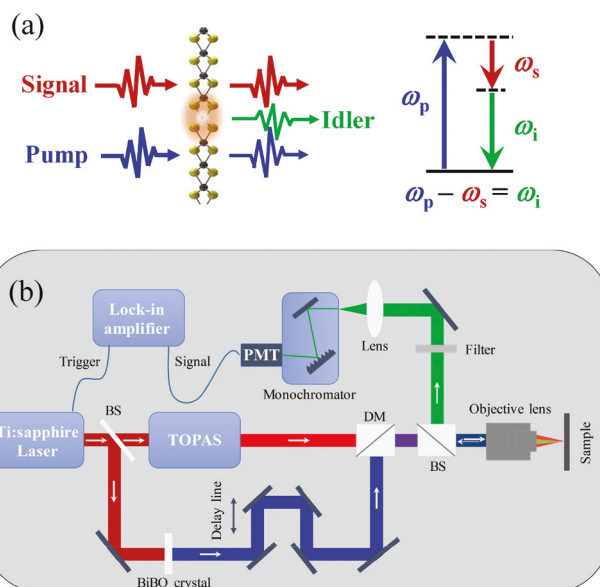 (a)
Signal
Pump
Idler
ωp
ωs
ωi
ωp − ωs = ωi
(b)
Lock-in
amplifier
Trigger
Signal
PMT
Monochromator
Lens
Filter
Ti:sapphire
Laser
BS
TOPAS
DM
BS
Objective lens
Sample
Delay line
BiBO crystal